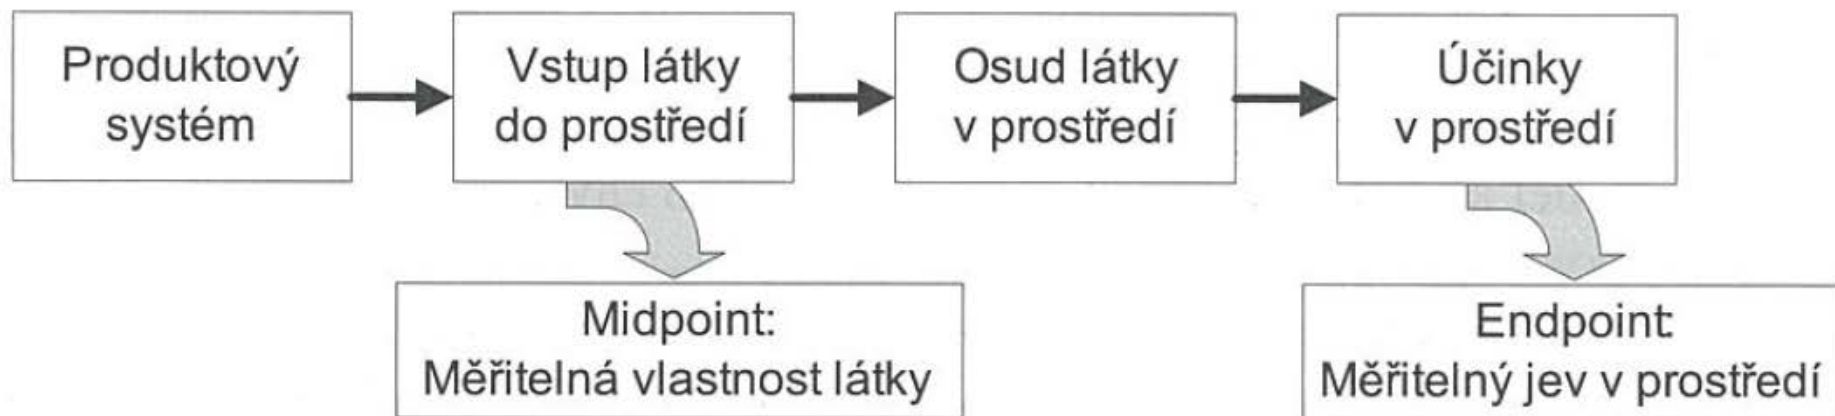 Produktový
systém
Vstup látky
do prostředí
Osud látky
v prostředí
Účinky
v prostředí
Midpoint:
Měřitelná vlastnost látky
Endpoint:
Měřitelný jev v prostředí